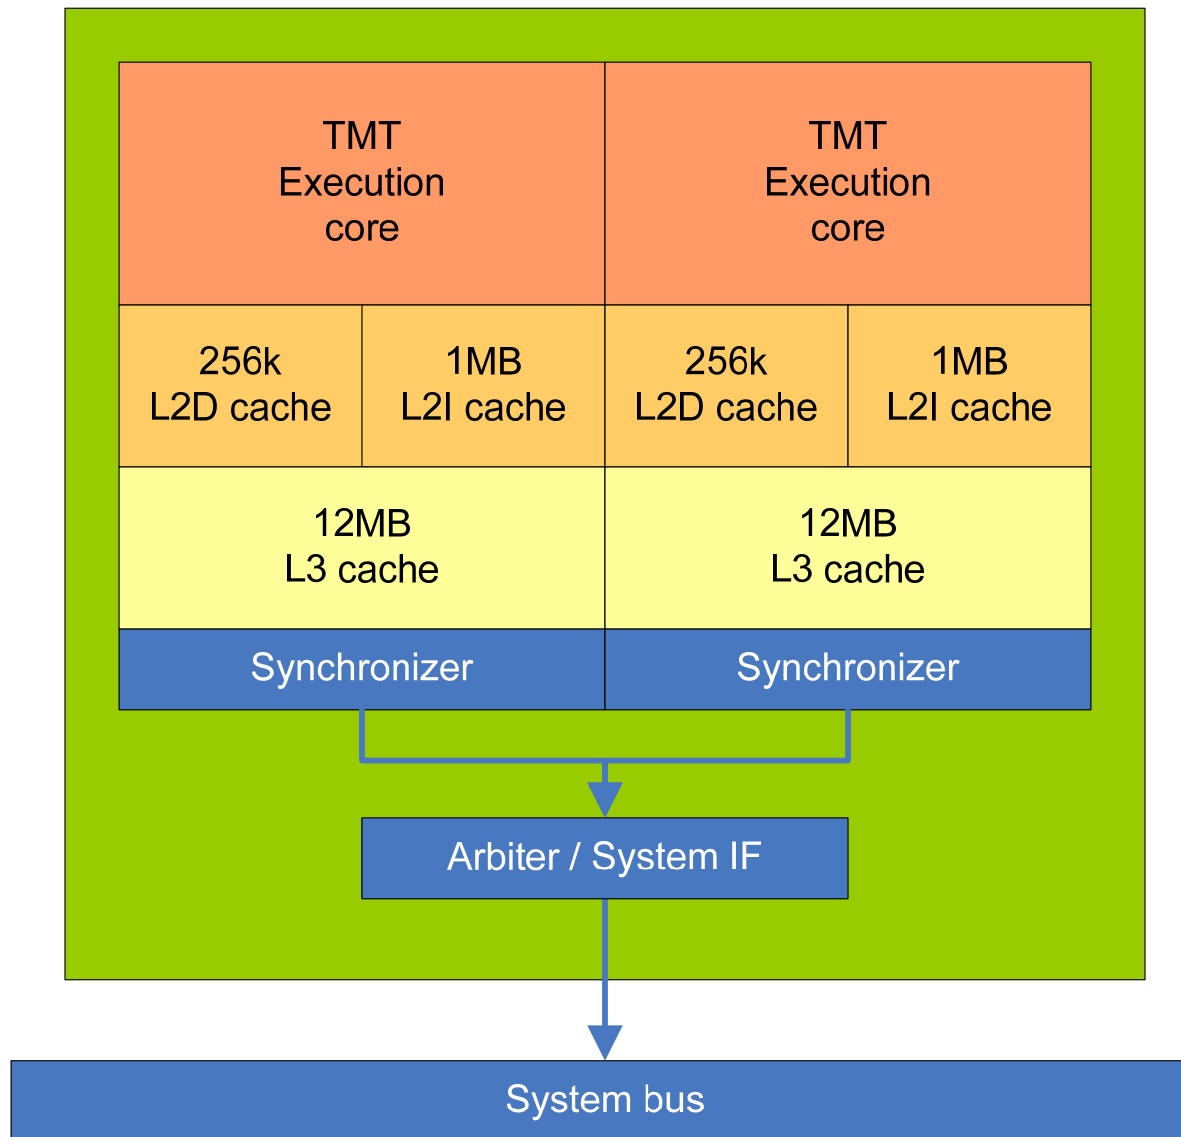 TMT
Execution
core
TMT
Execution
core
256k
L2D cache
1MB
L2I cache
256k
L2D cache
1MB
L2I cache
12MB
L3 cache
12MB
L3 cache
Synchronizer
Synchronizer
Arbiter / System IF
System bus